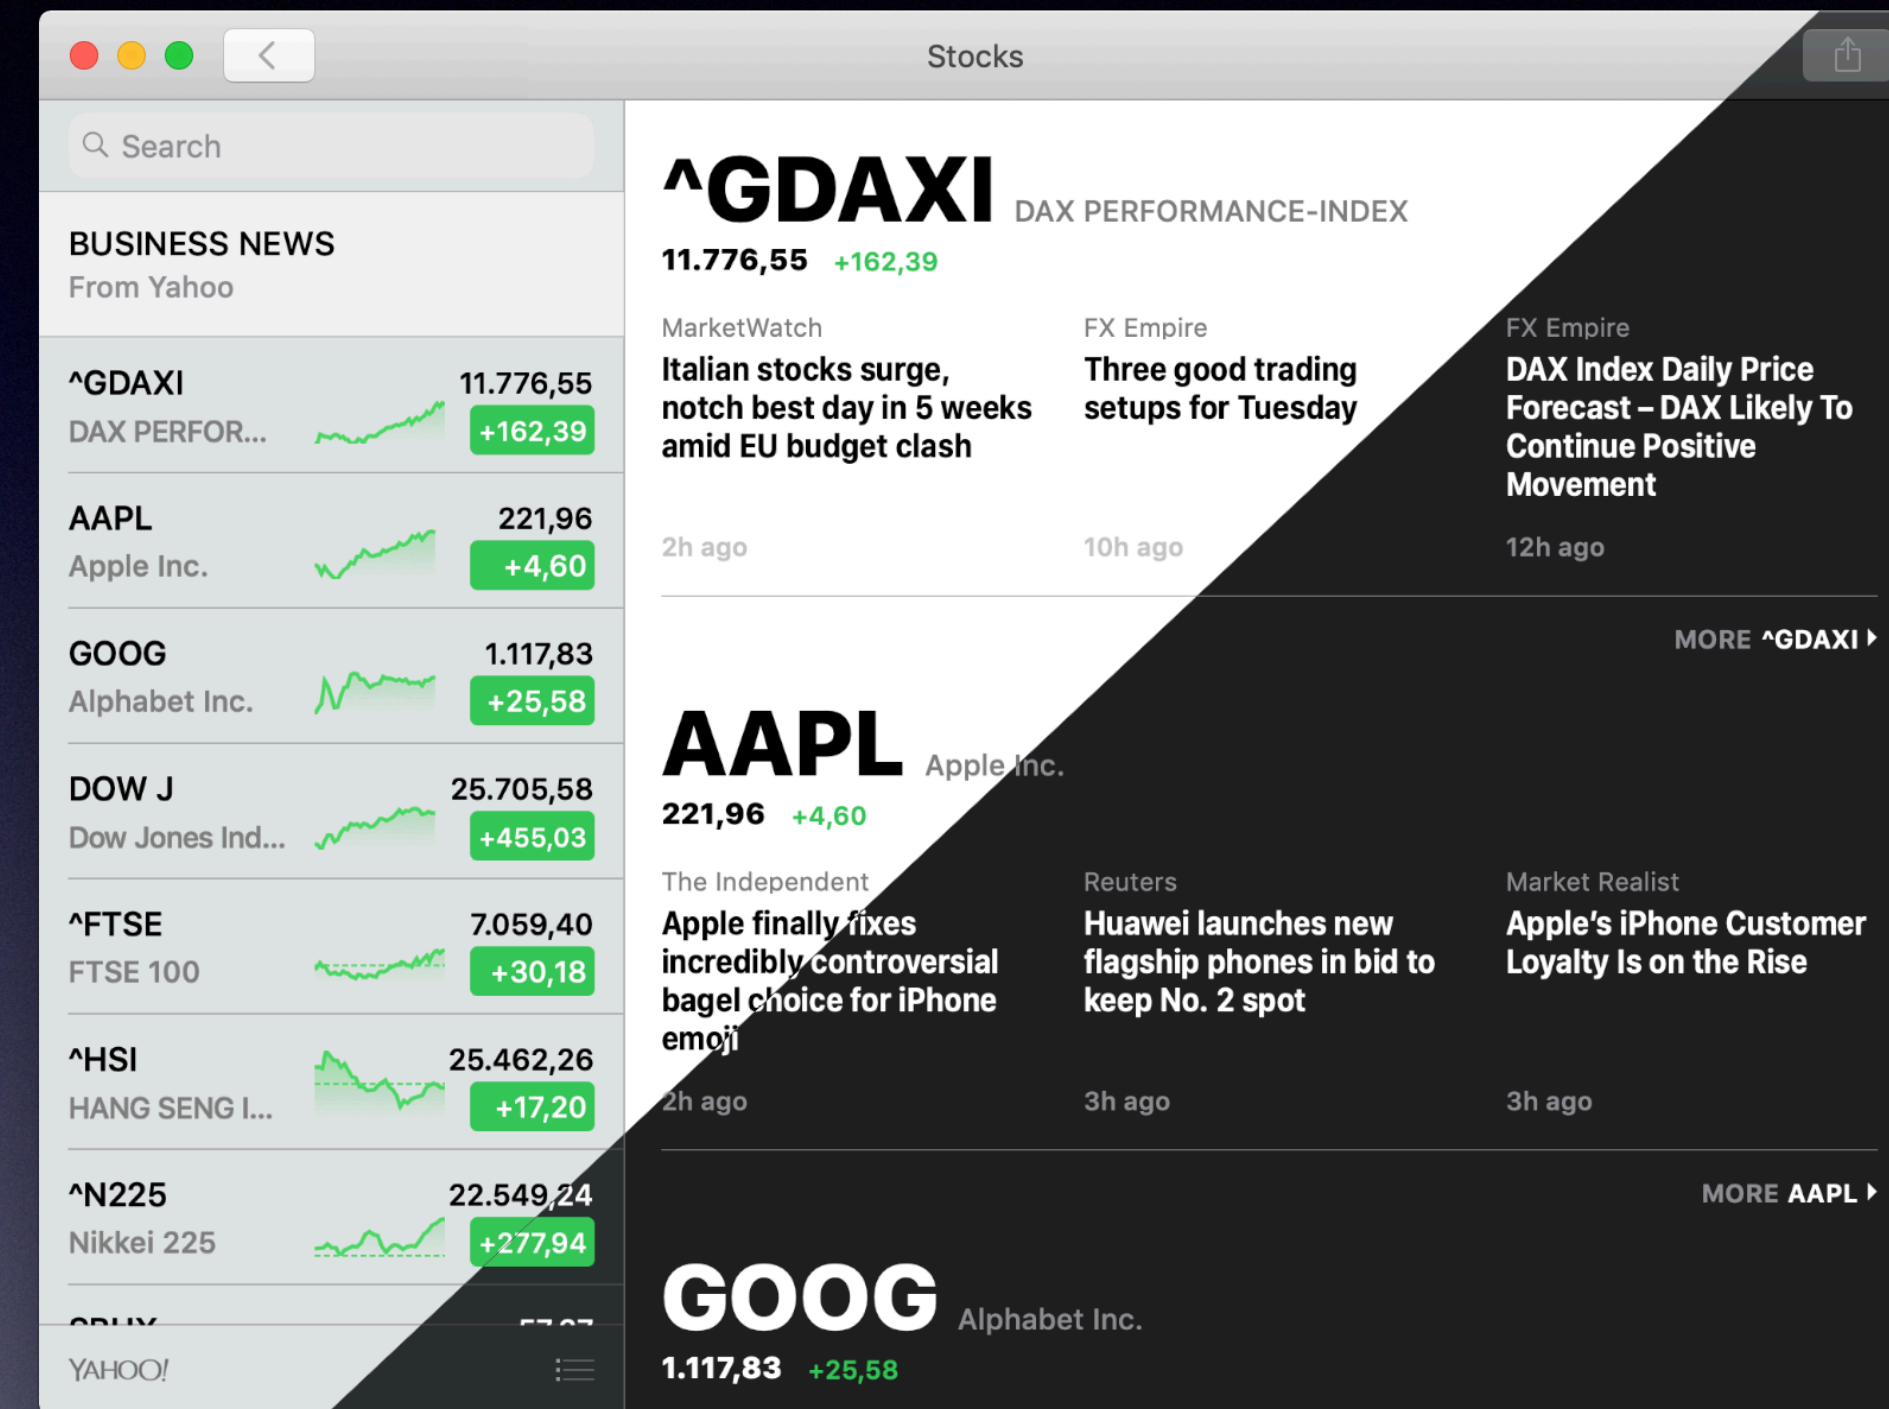 Stocks
Search
BUSINESS NEWS
From Yahoo
^GDAXI 11.776,55
DAX PERFOR... +162,39
AAPL 221,96
Apple Inc. +4,60
GOOG 1.117,83
Alphabet Inc. +25,58
DOW J 25.705,58
Dow Jones Ind... +455,03
^FTSE 7.059,40
FTSE 100 +30,18
^HSI 25.462,26
HANG SENG I... +17,20
^N225 22.549,24
Nikkei 225 +277,94
YAHOO!
^GDAXI DAX PERFORMANCE-INDEX
11.776,55 +162,39
MarketWatch
Italian stocks surge,
notch best day in 5 weeks
amid EU budget clash
2h ago
FX Empire
Three good trading
setups for Tuesday
10h ago
FX Empire
DAX Index Daily Price
Forecast – DAX Likely To
Continue Positive
Movement
12h ago
MORE ^GDAXI
AAPL Apple Inc.
221,96 +4,60
The Independent
Apple finally fixes
incredibly controversial
bagel choice for iPhone
emoji
2h ago
Reuters
Huawei launches new
flagship phones in bid to
keep No. 2 spot
3h ago
Market Realist
Apple’s iPhone Customer
Loyalty Is on the Rise
3h ago
MORE AAPL
GOOG Alphabet Inc.
1.117,83 +25,58